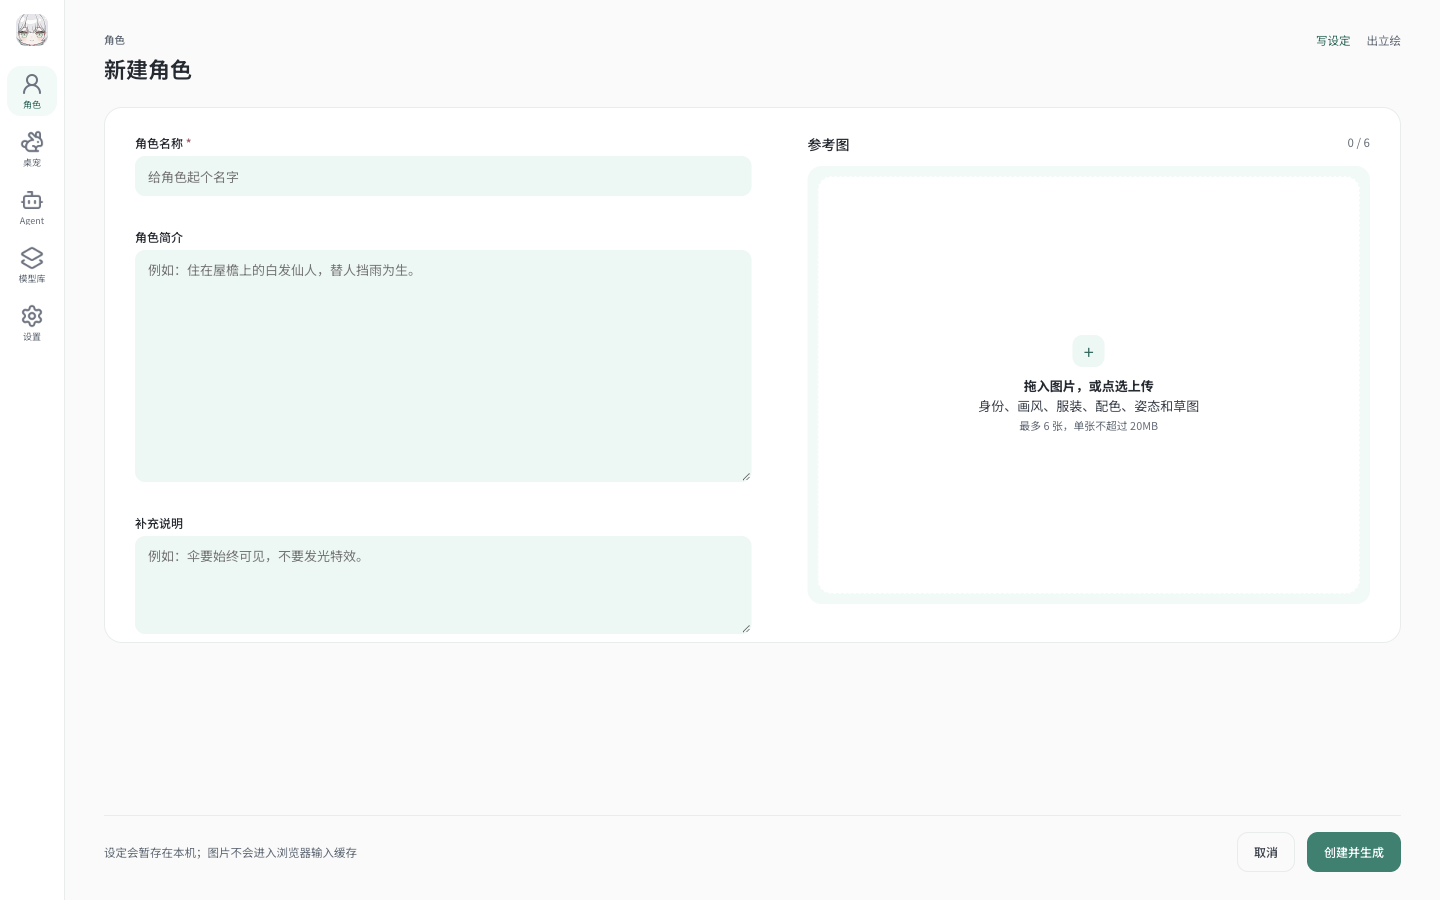 角色
桌宠
Agent
模型库
设置
角色
新建角色
写设定
出立绘
角色名称 *
给角色起个名字
角色简介
例如：住在屋檐上的白发仙人，替人挡雨为生。
补充说明
例如：伞要始终可见，不要发光特效。
参考图
0 / 6
+
拖入图片，或点选上传
身份、画风、服装、配色、姿态和草图
最多 6 张，单张不超过 20MB
设定会暂存在本机；图片不会进入浏览器输入缓存
取消
创建并生成